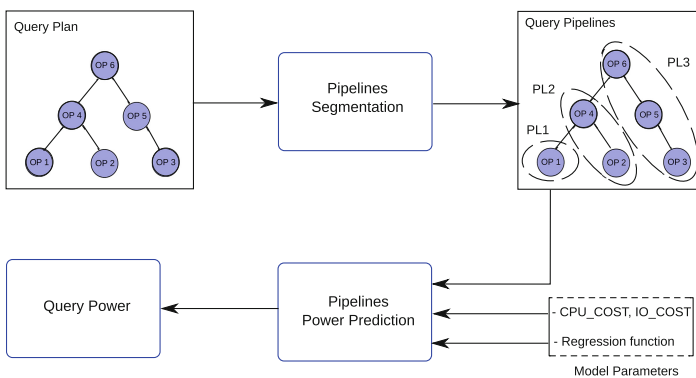 Query Plan
OP 6
OP 4
OP 5
OP 1
OP 2
OP 3
Pipelines
Segmentation
Query Pipelines
OP 6
PL3
PL2
OP 4
OP 5
PL1
OP 1
OP 2
OP 3
Query Power
Pipelines
Power Prediction
- CPU_COST, IO_COST
- Regression function
Model Parameters